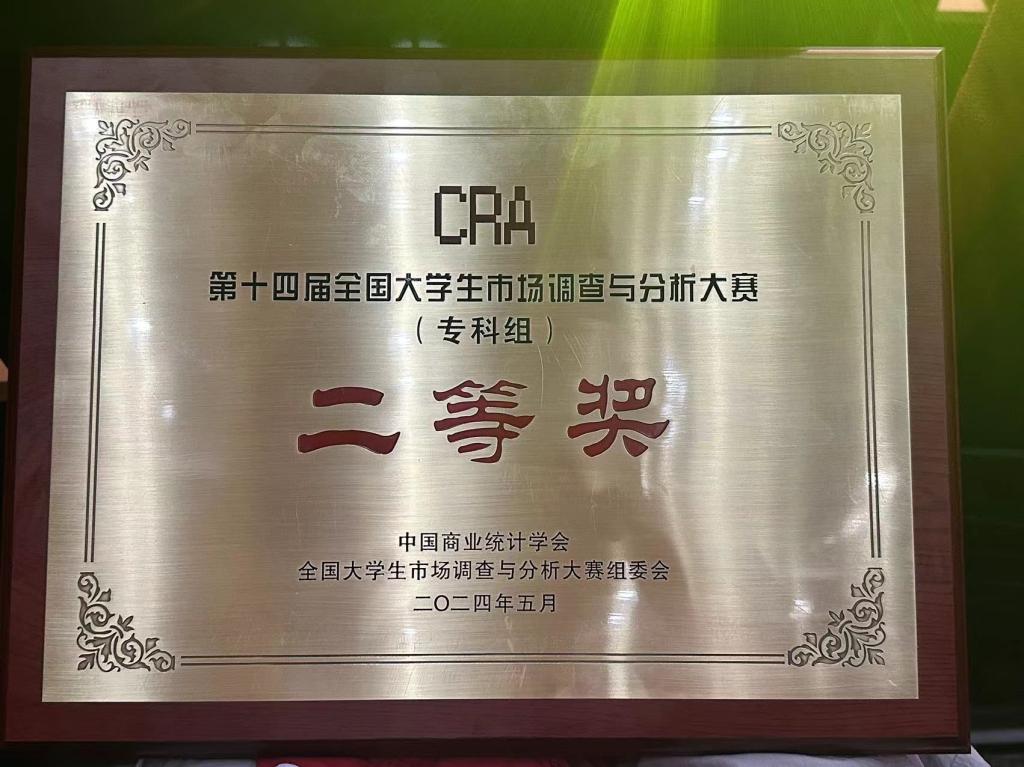 CRA
第十四届全国大学生市场调查与分析大赛
（专科组）
二等奖
中国商业统计学会
全国大学生市场调查与分析大赛组委会
二〇二四年五月